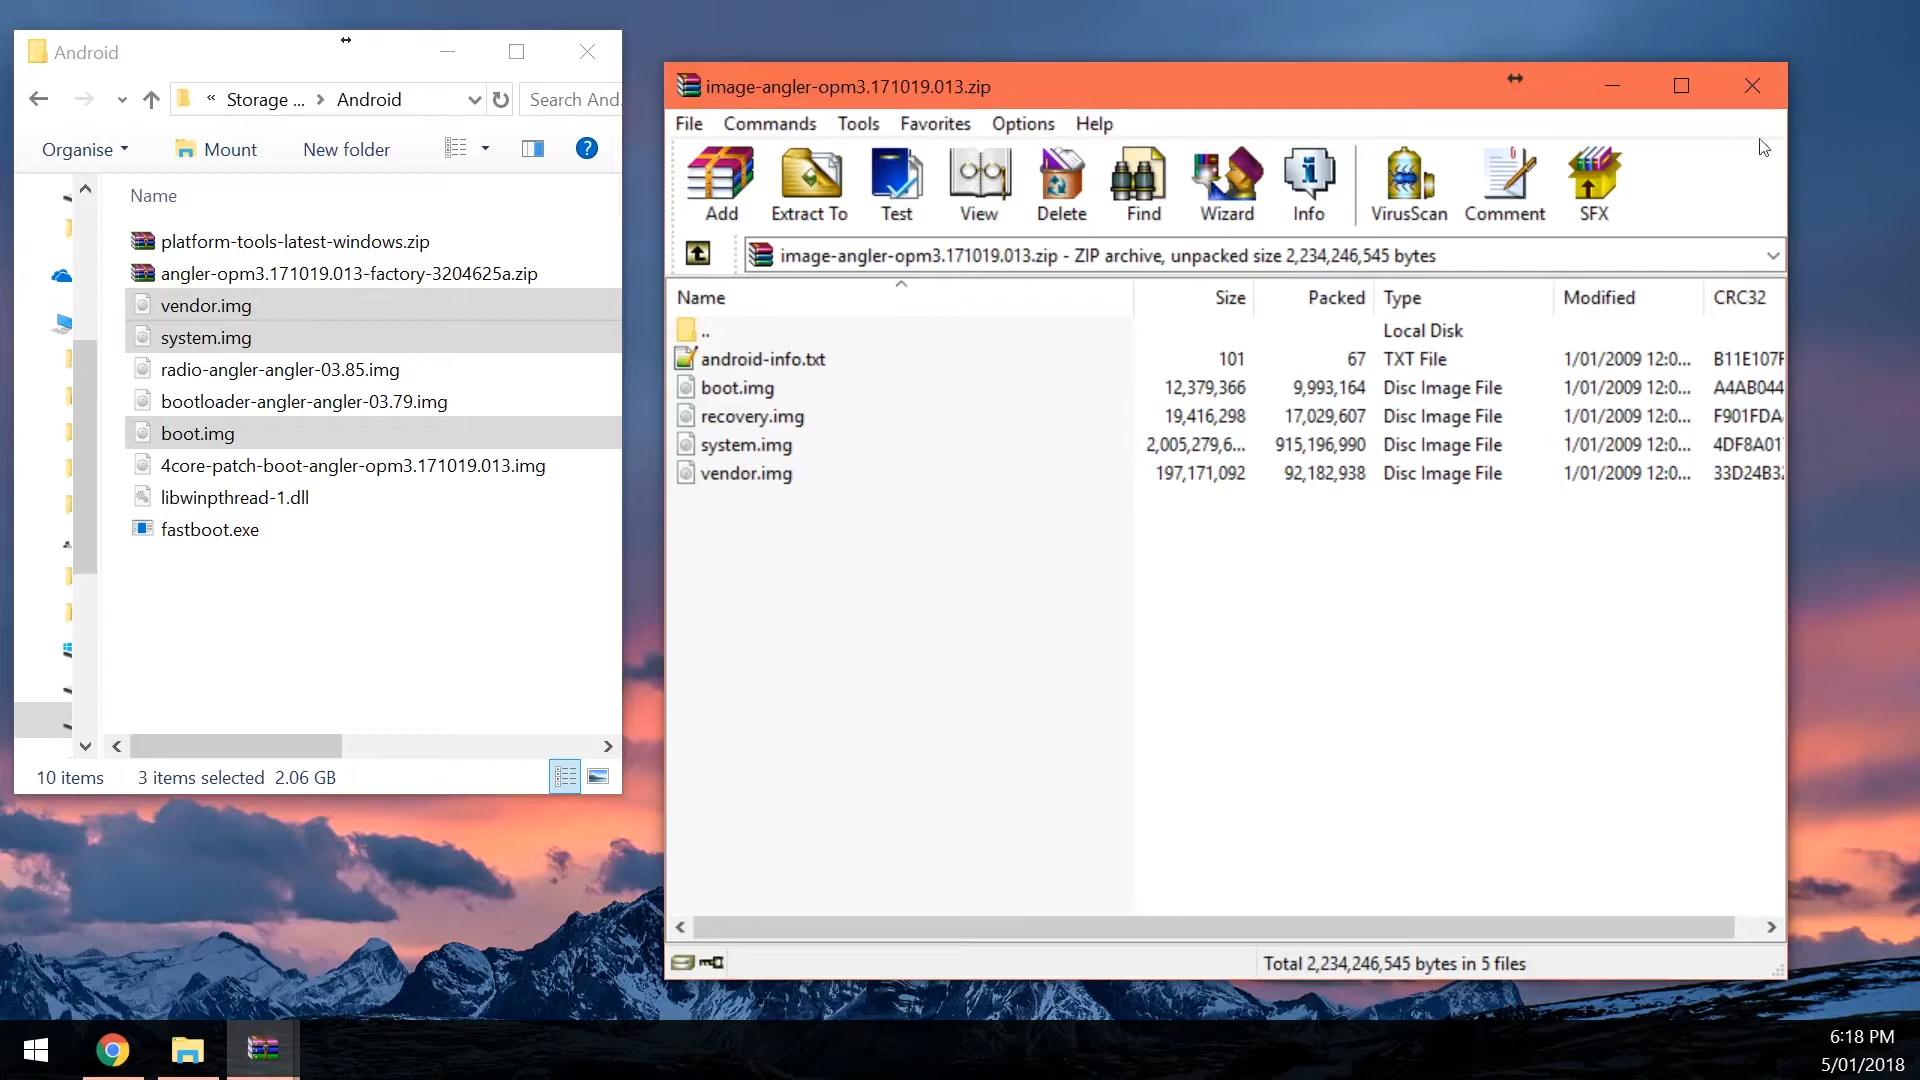 Android
« Storage ... > Android
Search And.
Organise
Mount
New folder
Name
platform-tools-latest-windows.zip
angler-opm3.171019.013-factory-3204625a.zip
vendor.img
system.img
radio-angler-angler-03.85.img
bootloader-angler-angler-03.79.img
boot.img
4core-patch-boot-angler-opm3.171019.013.img
libwinpthread-1.dll
fastboot.exe
10 items 3 items selected 2.06 GB
image-angler-opm3.171019.013.zip
File Commands Tools Favorites Options Help
Add Extract To Test View Delete Find Wizard Info VirusScan Comment SFX
image-angler-opm3.171019.013.zip - ZIP archive, unpacked size 2,234,246,545 bytes
Name Size Packed Type Modified CRC32
.. Local Disk
android-info.txt 101 67 TXT File 1/01/2009 12:0... B11E107F
boot.img 12,379,366 9,993,164 Disc Image File 1/01/2009 12:0... A4AB044
recovery.img 19,416,298 17,029,607 Disc Image File 1/01/2009 12:0... F901FDA
system.img 2,005,279,6... 915,196,990 Disc Image File 1/01/2009 12:0... 4DF8A01
vendor.img 197,171,092 92,182,938 Disc Image File 1/01/2009 12:0... 33D24B3
Total 2,234,246,545 bytes in 5 files
6:18 PM
5/01/2018